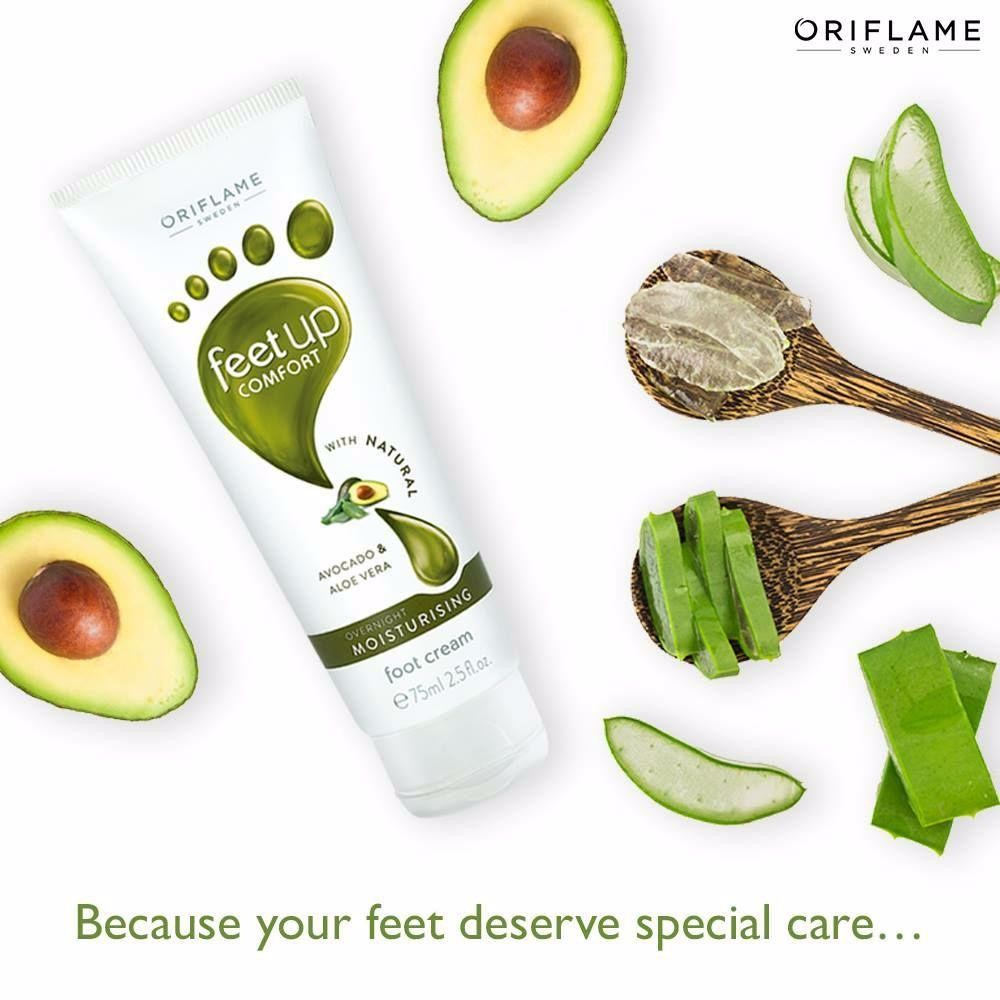 ORIFLAME
SWEDEN
ORIFLAME
SWEDEN
feet up
COMFORT
WITH NATURAL
AVOCADO &
ALOE VERA
OVERNIGHT
MOISTURISING
foot cream
e75ml 2.5fl.oz.
Because your feet deserve special care...